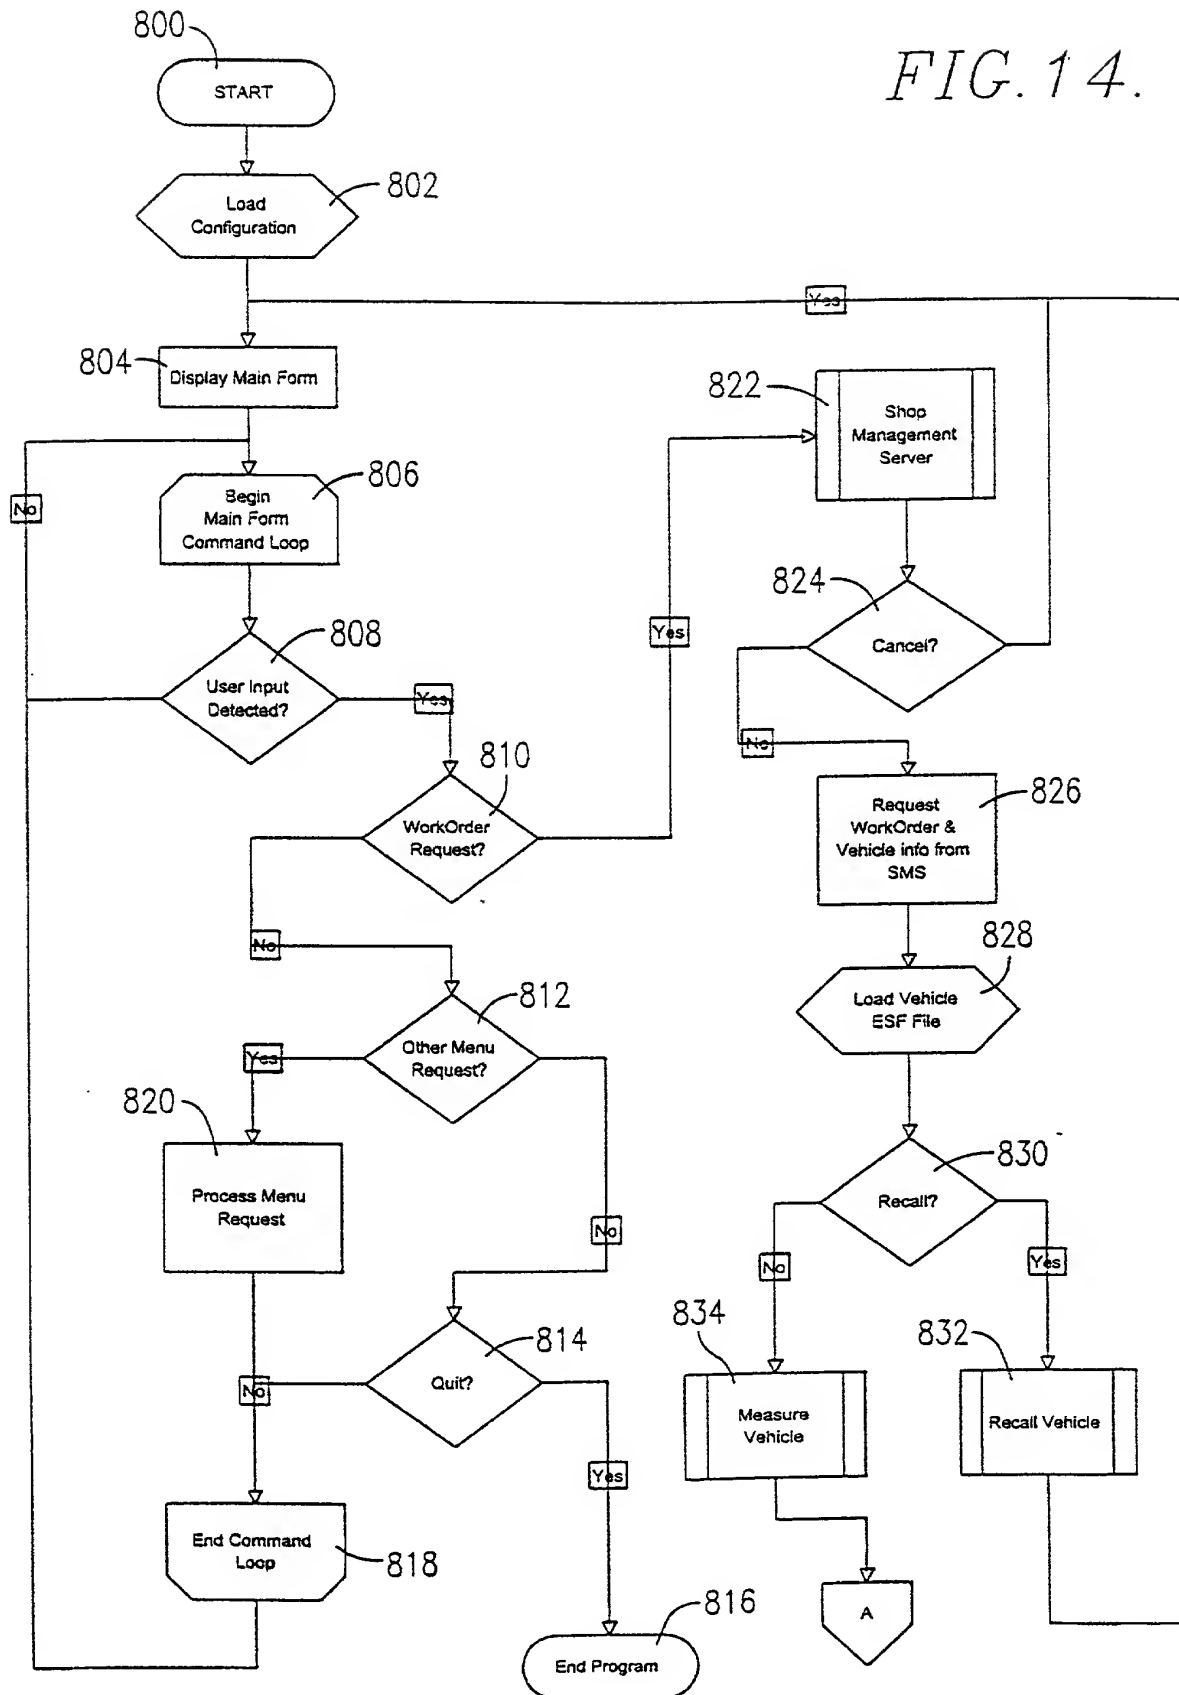 FIG. 14.
800
START
802
Load
Configuration
Yes
804
Display Main Form
822
Shop
Management
Server
806
Begin
Main Form
Command Loop
No
824
Cancel?
808
User Input
Detected?
Yes
Yes
No
810
WorkOrder
Request?
826
Request
WorkOrder &
Vehicle info from
SMS
No
828
Load Vehicle
ESF File
812
Other Menu
Request?
Yes
820
Process Menu
Request
No
830
Recall?
No
Yes
814
Quit?
No
Yes
834
Measure
Vehicle
832
Recall Vehicle
End Command
Loop
818
A
816
End Program